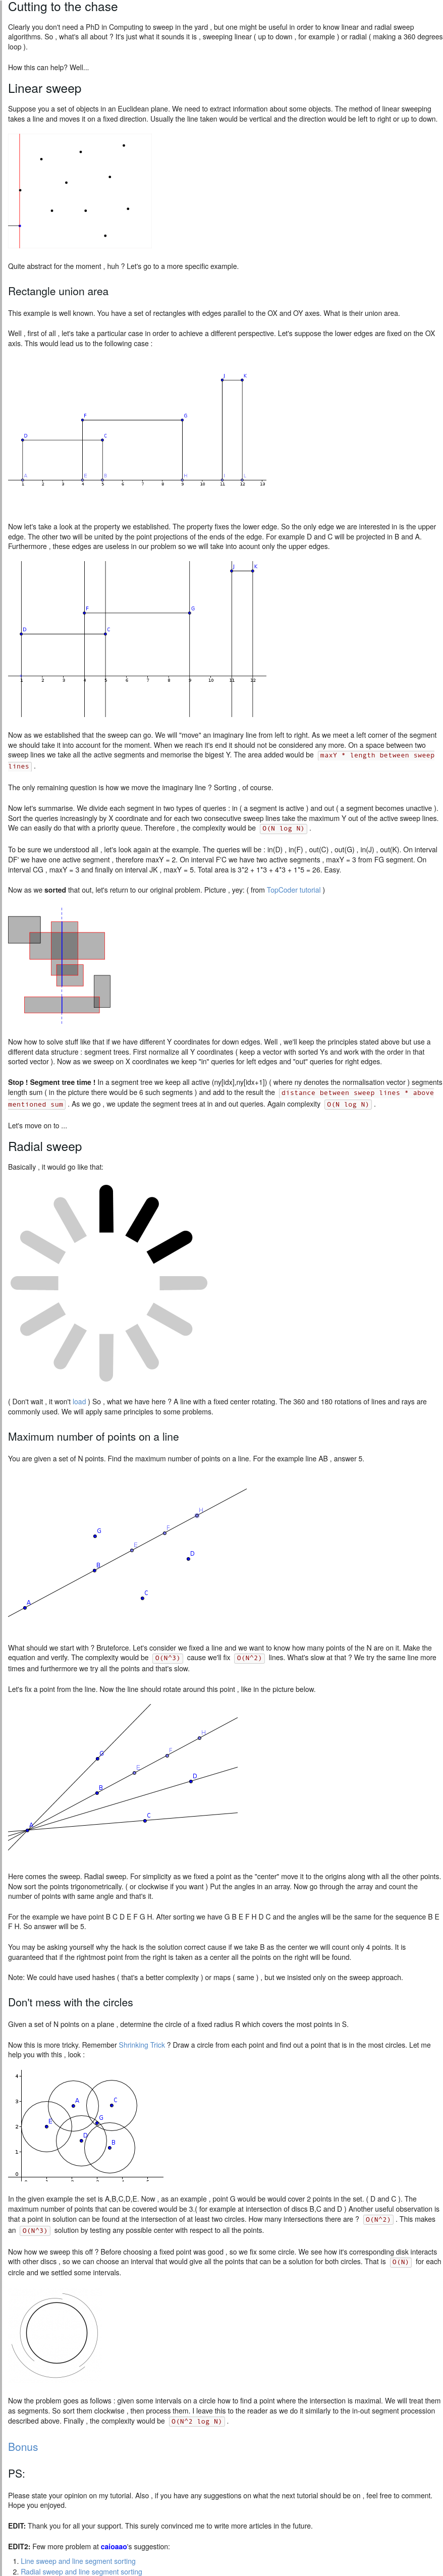 Cutting to the chase
Clearly you don't need a PhD in Computing to sweep in the yard , but one might be useful in order to know linear and radial sweep
algorithms. So , what's all about ? It's just what it sounds it is , sweeping linear ( up to down , for example ) or radial ( making a 360 degrees
loop ).
How this can help? Well...
Linear sweep
Suppose you a set of objects in an Euclidean plane. We need to extract information about some objects. The method of linear sweeping
takes a line and moves it on a fixed direction. Usually the line taken would be vertical and the direction would be left to right or up to down.
Quite abstract for the moment , huh ? Let's go to a more specific example.
Rectangle union area
This example is well known. You have a set of rectangles with edges parallel to the OX and OY axes. What is their union area.
Well , first of all , let's take a particular case in order to achieve a different perspective. Let's suppose the lower edges are fixed on the OX
axis. This would lead us to the following case :
J K
F G
D C
A B H
1 2 3 4 5 6 7 8 9 10 11 12 13
Now let's take a look at the property we established. The property fixes the lower edge. So the only edge we are interested in is the upper
edge. The other two will be united by the point projections of the ends of the edge. For example D and C will be projected in B and A.
Furthermore , these edges are useless in our problem so we will take into acount only the upper edges.
J K
F G
D C
1 2 3 4 5 6 7 8 9 10 11 12
Now as we established that the sweep can go. We will "move" an imaginary line from left to right. As we meet a left corner of the segment
we should take it into account for the moment. When we reach it's end it should not be considered any more. On a space between two
sweep lines we take all the active segments and memorise the bigest Y. The area added would be maxY * length between sweep
lines .
The only remaining question is how we move the imaginary line ? Sorting , of course.
Now let's summarise. We divide each segment in two types of queries : in ( a segment is active ) and out ( a segment becomes unactive ).
Sort the queries increasingly by X coordinate and for each two consecutive sweep lines take the maximum Y out of the active sweep lines.
We can easily do that with a priority queue. Therefore , the complexity would be O(N log N) .
To be sure we understood all , let's look again at the example. The queries will be : in(D) , in(F) , out(C) , out(G) , in(J) , out(K). On interval
DF' we have one active segment , therefore maxY = 2. On interval F'C we have two active segments , maxY = 3 from FG segment. On
interval CG , maxY = 3 and finally on interval JK , maxY = 5. Total area is 3*2 + 1*3 + 4*3 + 1*5 = 26. Easy.
Now as we sorted that out, let's return to our original problem. Picture , yey: ( from TopCoder tutorial )
Now how to solve stuff like that if we have different Y coordinates for down edges. Well , we'll keep the principles stated above but use a
different data structure : segment trees. First normalize all Y coordinates ( keep a vector with sorted Ys and work with the order in that
sorted vector ). Now as we sweep on X coordinates we keep "in" queries for left edges and "out" queries for right edges.
Stop ! Segment tree time ! In a segment tree we keep all active (ny[idx],ny[idx+1]) ( where ny denotes the normalisation vector ) segments
length sum ( in the picture there would be 6 such segments ) and add to the result the distance between sweep lines * above
mentioned sum . As we go , we update the segment trees at in and out queries. Again complexity O(N log N) .
Let's move on to ...
Radial sweep
Basically , it would go like that:
( Don't wait , it won't load ) So , what we have here ? A line with a fixed center rotating. The 360 and 180 rotations of lines and rays are
commonly used. We will apply same principles to some problems.
Maximum number of points on a line
You are given a set of N points. Find the maximum number of points on a line. For the example line AB , answer 5.
H
F
G
E
D
B
C
A
What should we start with ? Bruteforce. Let's consider we fixed a line and we want to know how many points of the N are on it. Make the
equation and verify. The complexity would be O(N^3) cause we'll fix O(N^2) lines. What's slow at that ? We try the same line more
times and furthermore we try all the points and that's slow.
Let's fix a point from the line. Now the line should rotate around this point , like in the picture below.
H
F
G
E
D
B
C
A
Here comes the sweep. Radial sweep. For simplicity as we fixed a point as the "center" move it to the origins along with all the other points.
Now sort the points trigonometrically. ( or clockwise if you want ) Put the angles in an array. Now go through the array and count the
number of points with same angle and that's it.
For the example we have point B C D E F G H. After sorting we have G B E F H D C and the angles will be the same for the sequence B E
F H. So answer will be 5.
You may be asking yourself why the hack is the solution correct cause if we take B as the center we will count only 4 points. It is
guaranteed that if the rightmost point from the right is taken as a center all the points on the right will be found.
Note: We could have used hashes ( that's a better complexity ) or maps ( same ) , but we insisted only on the sweep approach.
Don't mess with the circles
Given a set of N points on a plane , determine the circle of a fixed radius R which covers the most points in S.
Now this is more tricky. Remember Shrinking Trick ? Draw a circle from each point and find out a point that is in the most circles. Let me
help you with this , look :
4
3 A C
G
2 E
D B
1
0
In the given example the set is A,B,C,D,E. Now , as an example , point G would be would cover 2 points in the set. ( D and C ). The
maximum number of points that can be covered would be 3.( for example at intersection of discs B,C and D ) Another useful observation is
that a point in solution can be found at the intersection of at least two circles. How many intersections there are ? O(N^2) . This makes
an O(N^3) solution by testing any possible center with respect to all the points.
Now how we sweep this off ? Before choosing a fixed point was good , so we fix some circle. We see how it's corresponding disk interacts
with other discs , so we can choose an interval that would give all the points that can be a solution for both circles. That is O(N) for each
circle and we settled some intervals.
Now the problem goes as follows : given some intervals on a circle how to find a point where the intersection is maximal. We will treat them
as segments. So sort them clockwise , then process them. I leave this to the reader as we do it similarly to the in-out segment procession
described above. Finally , the complexity would be O(N^2 log N) .
Bonus
PS:
Please state your opinion on my tutorial. Also , if you have any suggestions on what the next tutorial should be on , feel free to comment.
Hope you enjoyed.
EDIT: Thank you for all your support. This surely convinced me to write more articles in the future.
EDIT2: Few more problem at caioaao's suggestion:
1. Line sweep and line segment sorting
2. Radial sweep and line segment sorting